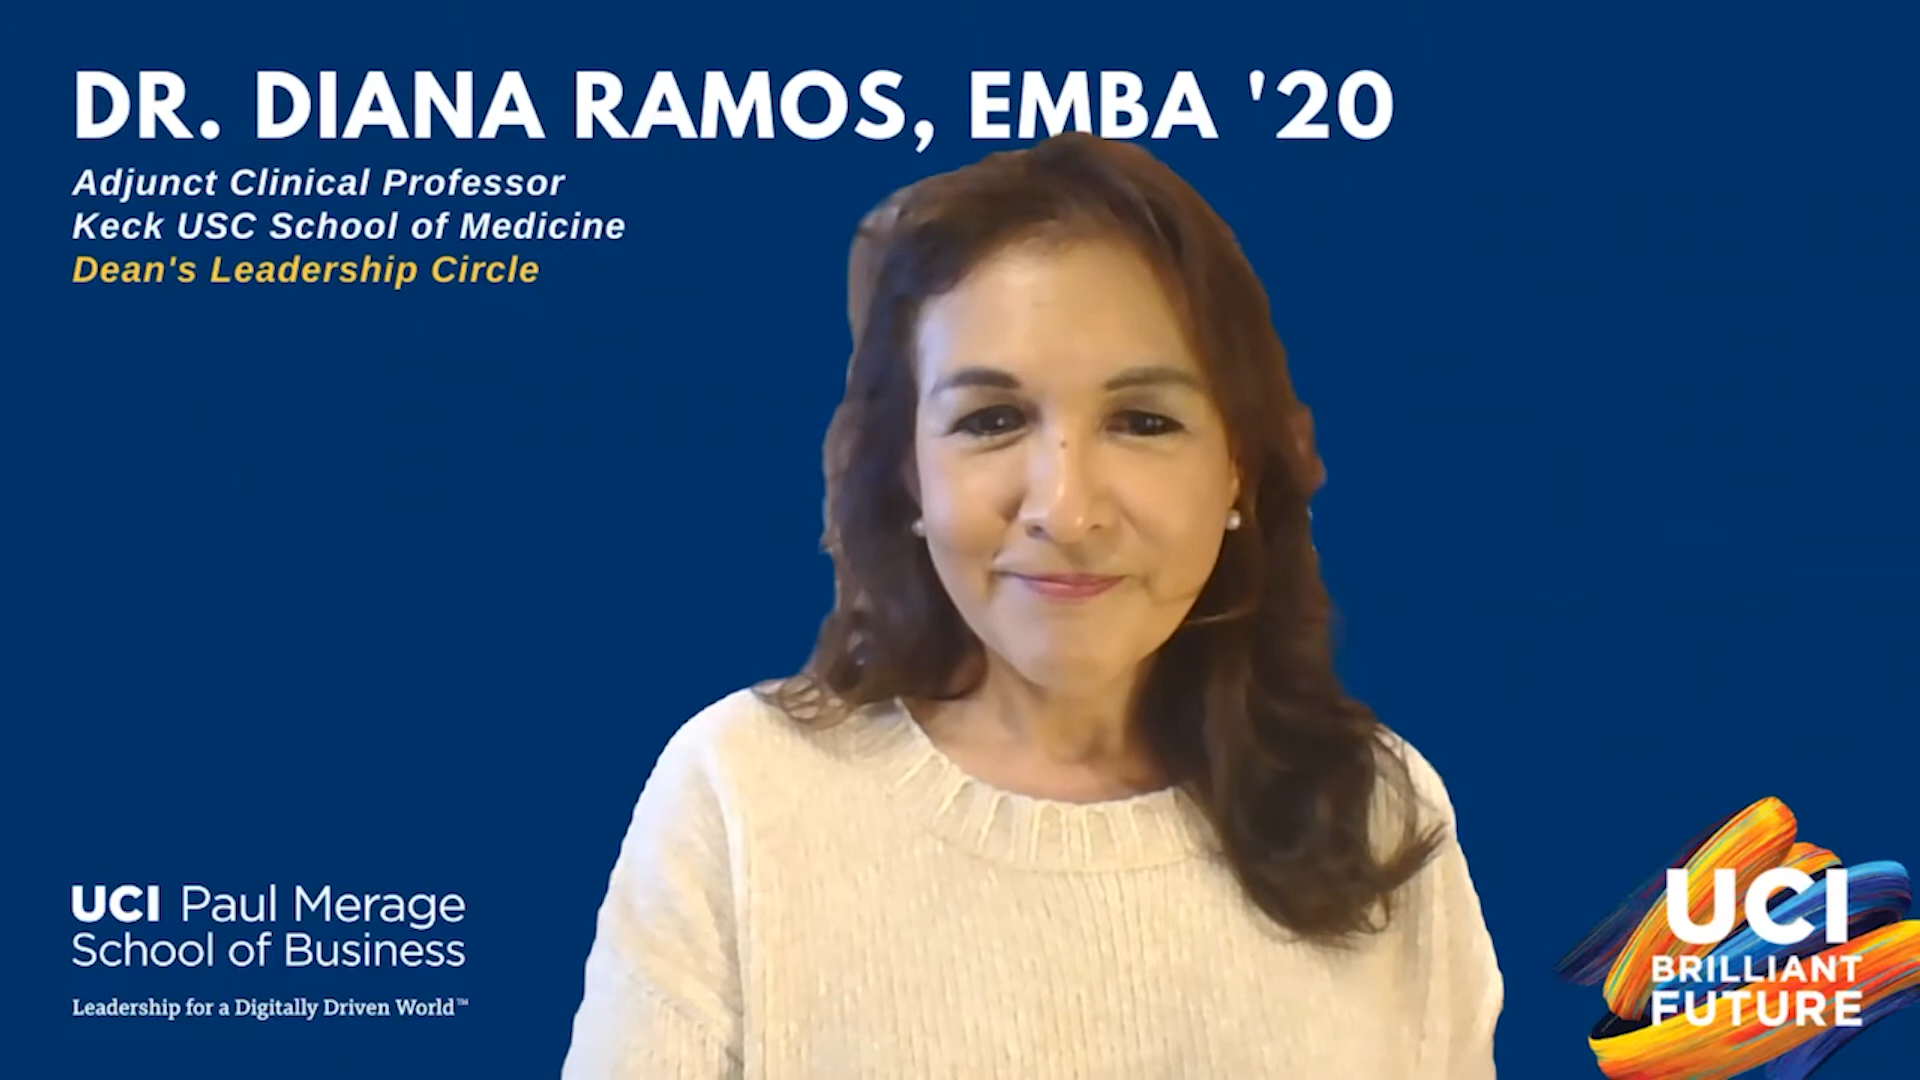 DR. DIANA RAMOS, EMBA '20
Adjunct Clinical Professor
Keck USC School of Medicine
Dean's Leadership Circle
UCI Paul Merage
School of Business
Leadership for a Digitally Driven World™
UCI
BRILLIANT
FUTURE